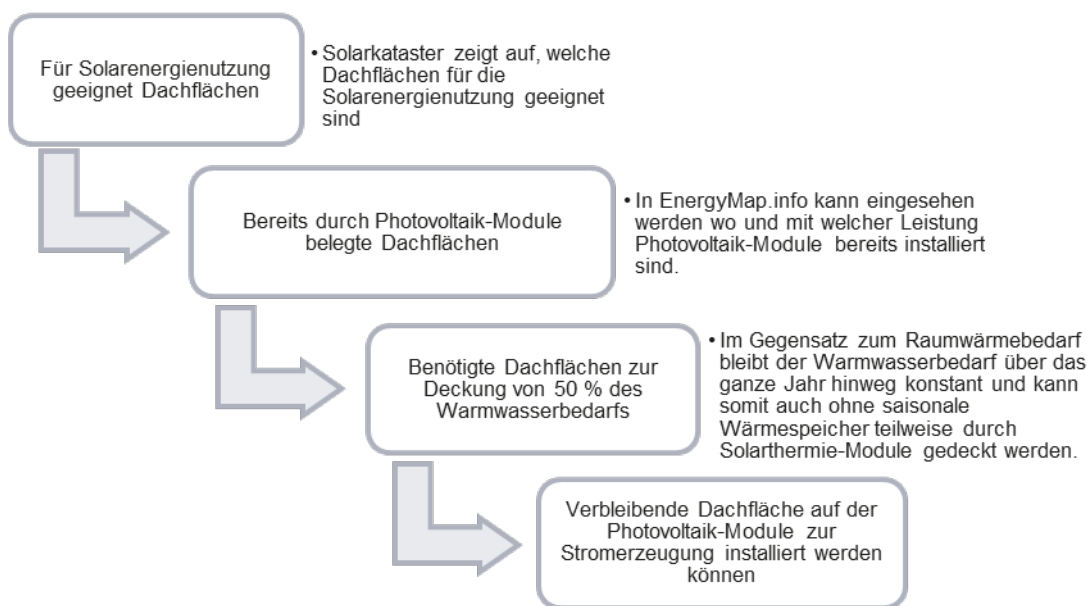 Für Solarenergienutzung
geeignet Dachflächen
• Solarkataster zeigt auf, welche
Dachflächen für die
Solarenergienutzung geeignet
sind
Bereits durch Photovoltaik-Module
belegte Dachflächen
• In EnergyMap.info kann eingesehen
werden wo und mit welcher Leistung
Photovoltaik-Module bereits installiert
sind.
Benötigte Dachflächen zur
Deckung von 50 % des
Warmwasserbedarfs
• Im Gegensatz zum Raumwärmebedarf
bleibt der Warmwasserbedarf über das
ganze Jahr hinweg konstant und kann
somit auch ohne saisonale
Wärmespeicher teilweise durch
Solarthermie-Module gedeckt werden.
Verbleibende Dachfläche auf der
Photovoltaik-Module zur
Stromerzeugung installiert werden
können